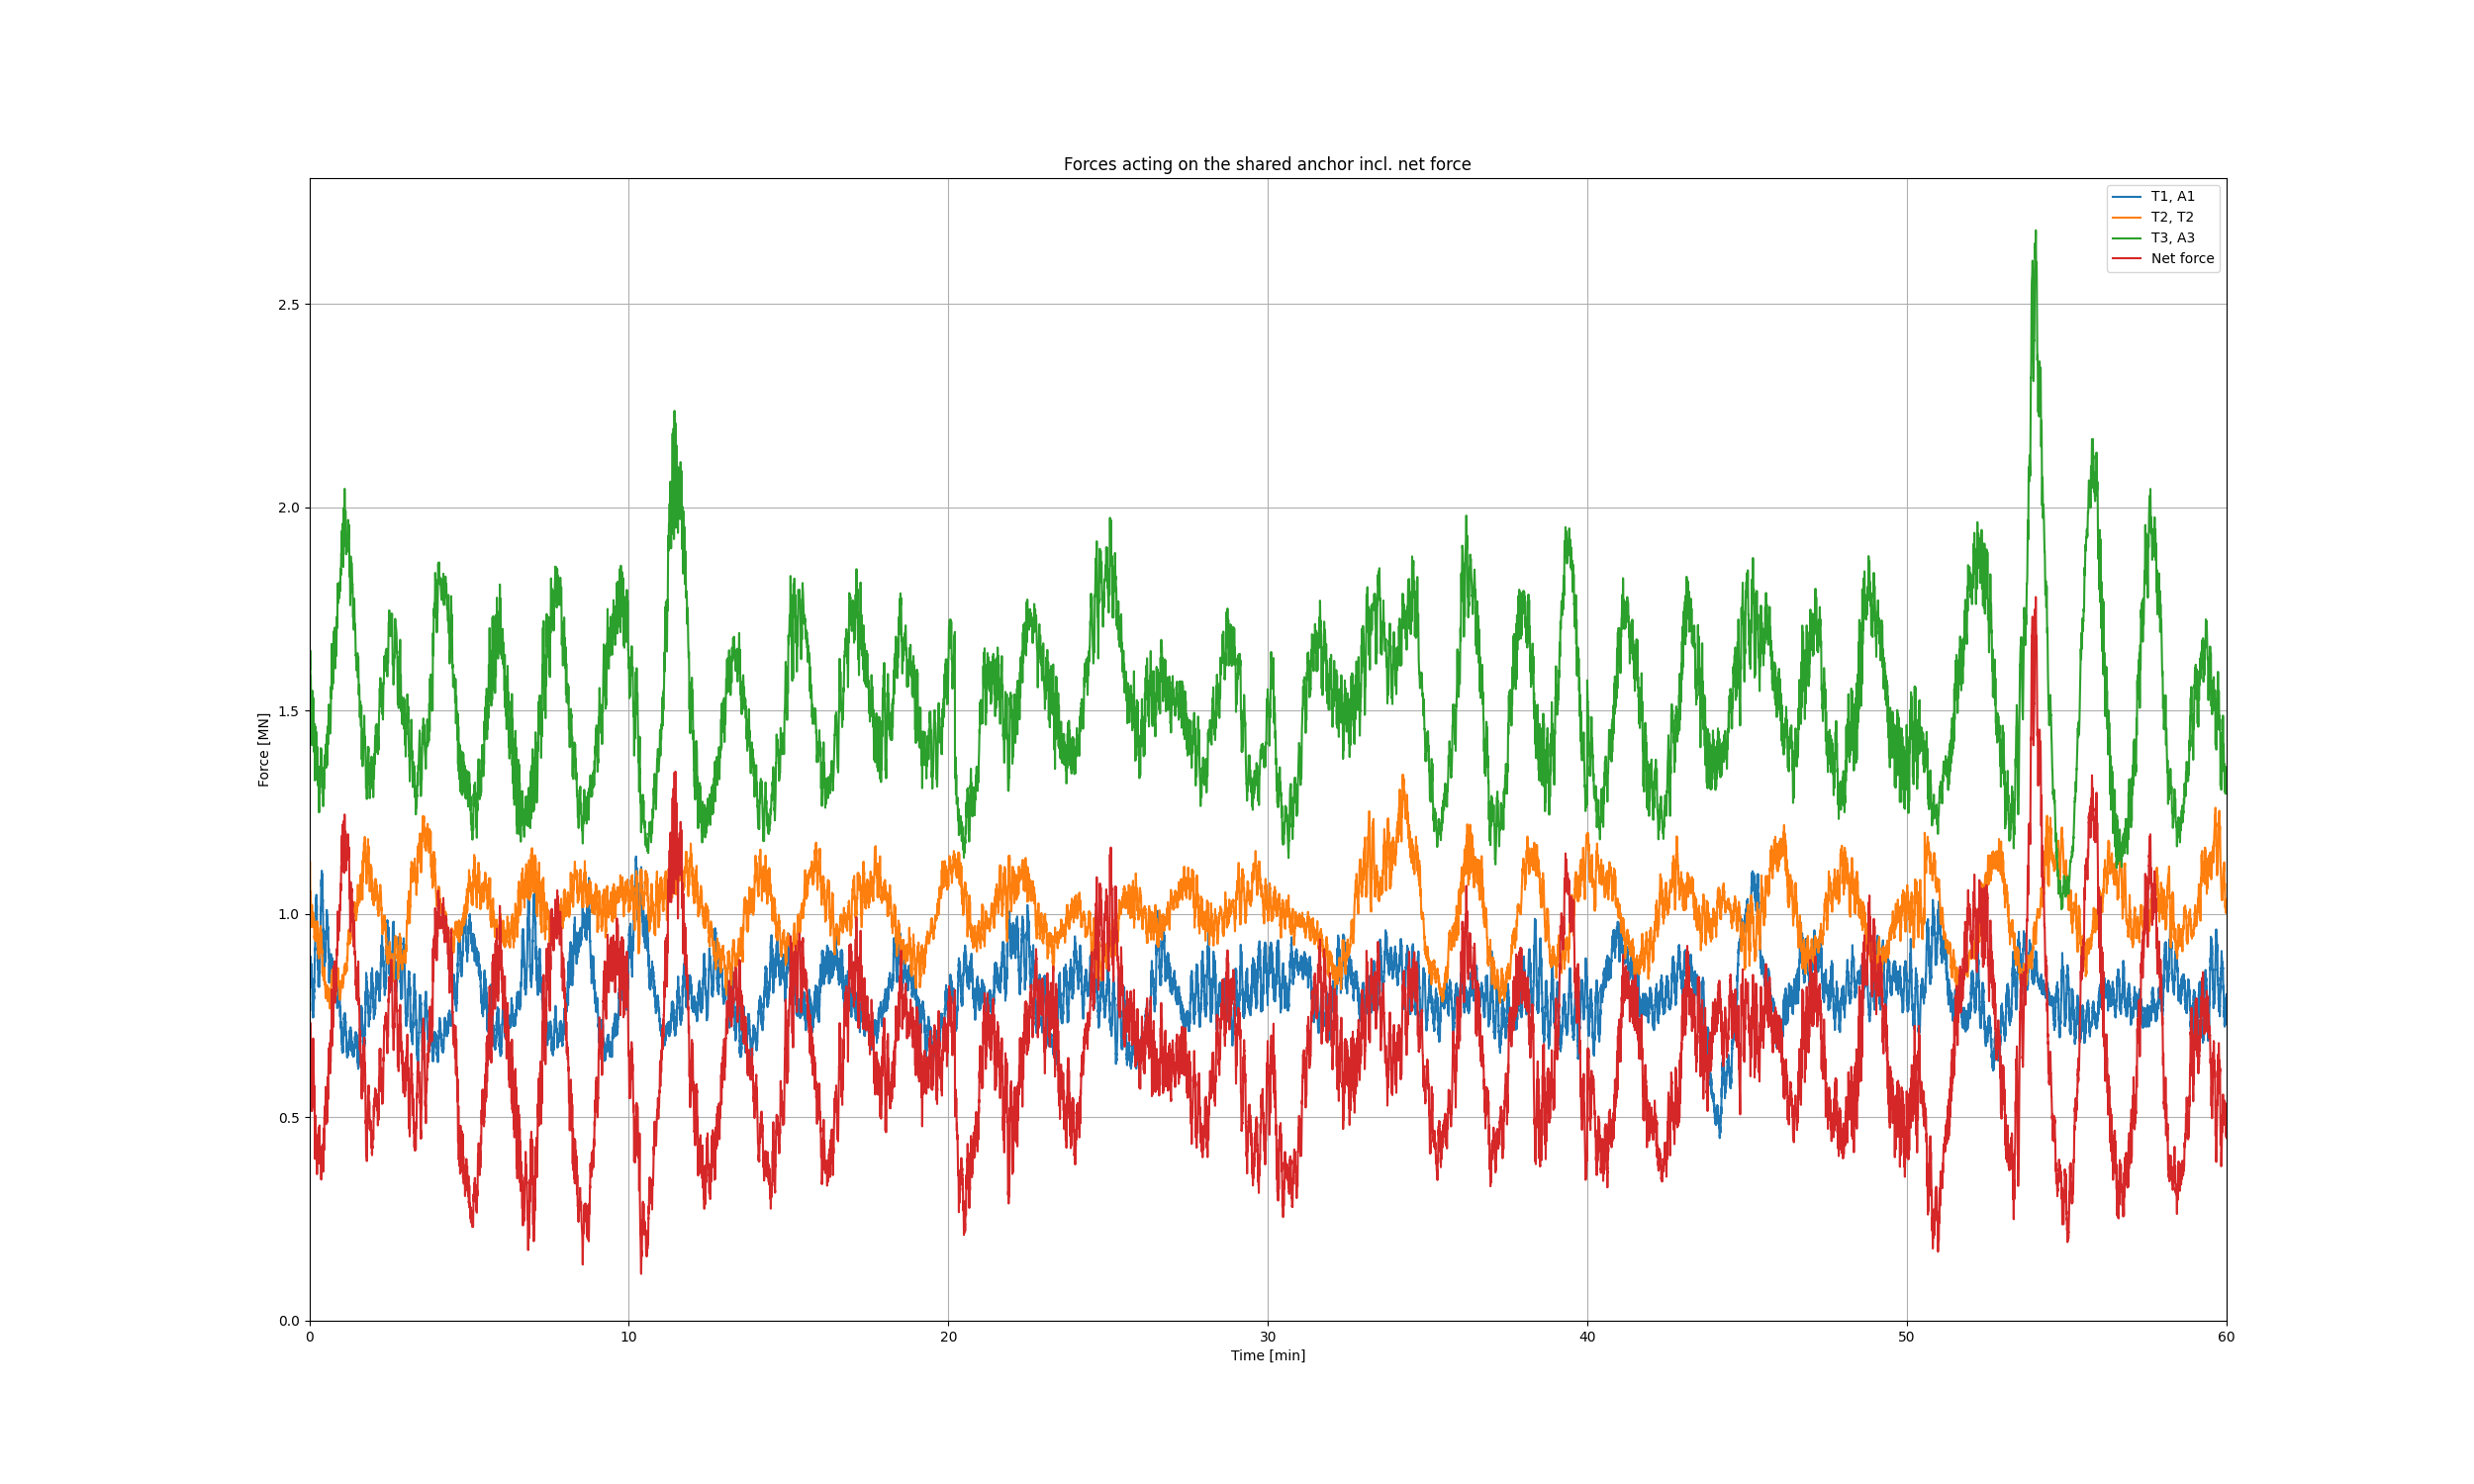 Forces acting on the shared anchor incl. net force
T1, A1
T2, T2
T3, A3
Net force
2.5
2.0
1.5
1.0
0.5
0.0
Force [MN]
0 10 20 30 40 50 60
Time [min]